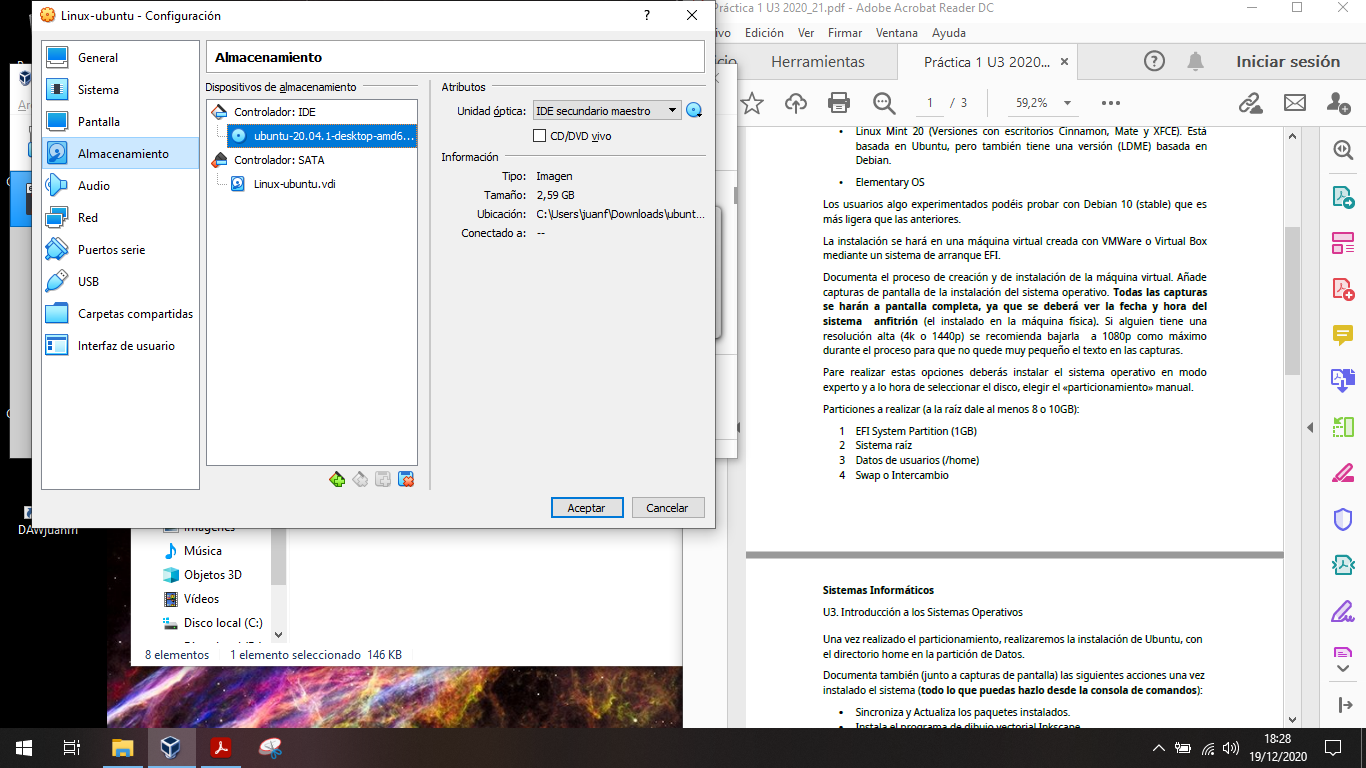 Linux-ubuntu - Configuración
?
General
Sistema
Pantalla
Almacenamiento
Audio
Red
Puertos serie
USB
Carpetas compartidas
Interfaz de usuario
Almacenamiento
Dispositivos de almacenamiento
Controlador: IDE
ubuntu-20.04.1-desktop-amd6...
Controlador: SATA
Linux-ubuntu.vdi
Atributos
Unidad óptica: IDE secundario maestro
CD/DVD vivo
Información
Tipo: Imagen
Tamaño: 2,59 GB
Ubicación: C:\Users\juanf\Downloads\ubunt...
Conectado a: --
Aceptar
Cancelar
DAWjuanfri
Música
Objetos 3D
Vídeos
Disco local (C:)
8 elementos 1 elemento seleccionado 146 KB
Práctica 1 U3 2020_21.pdf - Adobe Acrobat Reader DC
Edición Ver Firmar Ventana Ayuda
Herramientas
Práctica 1 U3 2020...
Iniciar sesión
1 / 3
59,2%
• Linux Mint 20 (Versiones con escritorios Cinnamon, Mate y XFCE). Está
basada en Ubuntu, pero también tiene una versión (LDME) basada en
Debian.
• Elementary OS
Los usuarios algo experimentados podéis probar con Debian 10 (stable) que es
más ligera que las anteriores.
La instalación se hará en una máquina virtual creada con VMWare o Virtual Box
mediante un sistema de arranque EFI.
Documenta el proceso de creación y de instalación de la máquina virtual. Añade
capturas de pantalla de la instalación del sistema operativo. Todas las capturas
se harán a pantalla completa, ya que se deberá ver la fecha y hora del
sistema anfitrión (el instalado en la máquina física). Si alguien tiene una
resolución alta (4k o 1440p) se recomienda bajarla a 1080p como máximo
durante el proceso para que no quede muy pequeño el texto en las capturas.
Pare realizar estas opciones deberás instalar el sistema operativo en modo
experto y a lo hora de seleccionar el disco, elegir el «particionamiento» manual.
Particiones a realizar (a la raíz dale al menos 8 o 10GB):
1 EFI System Partition (1GB)
2 Sistema raíz
3 Datos de usuarios (/home)
4 Swap o Intercambio
Sistemas Informáticos
U3. Introducción a los Sistemas Operativos
Una vez realizado el particionamiento, realizaremos la instalación de Ubuntu, con
el directorio home en la partición de Datos.
Documenta también (junto a capturas de pantalla) las siguientes acciones una vez
instalado el sistema (todo lo que puedas hazlo desde la consola de comandos):
• Sincroniza y Actualiza los paquetes instalados.
• Instala el programa de dibujo vectorial Inkscape
18:28
19/12/2020